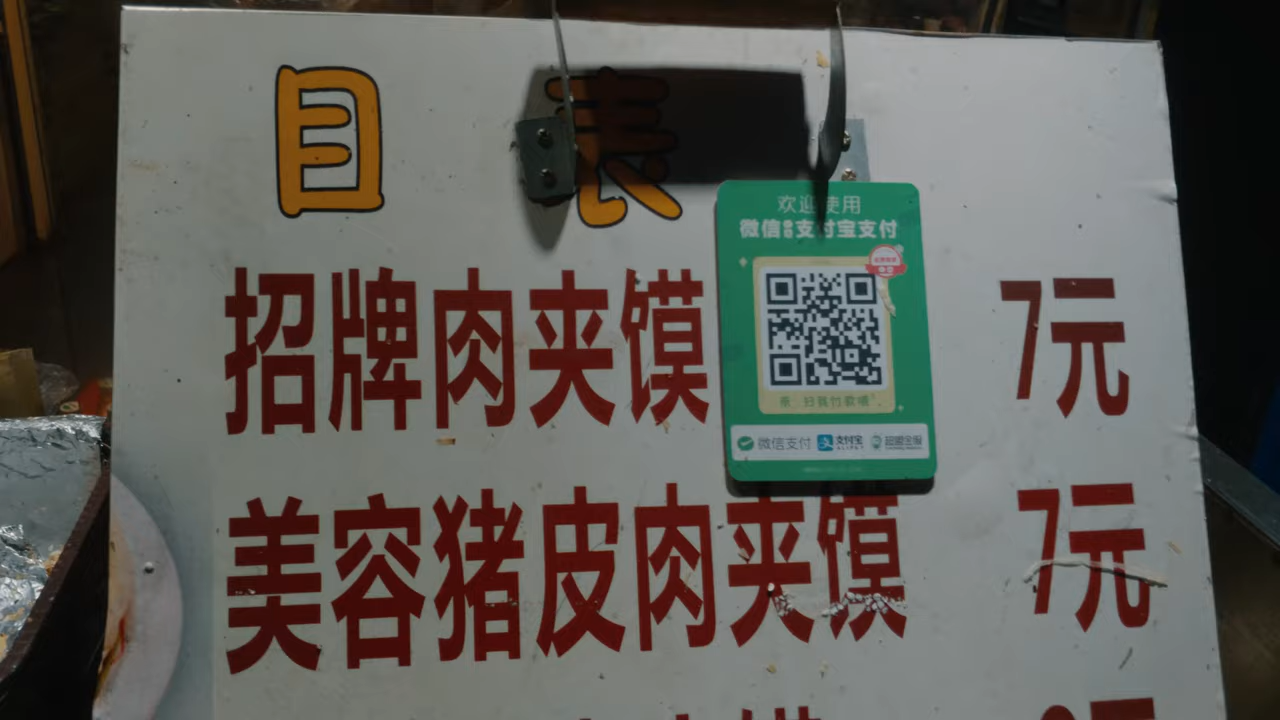 目表
招牌肉夹馍 7元
欢迎使用
微信和支付宝支付
扫我付款哦
微信支付 支付宝
美容猪皮肉夹馍 7元